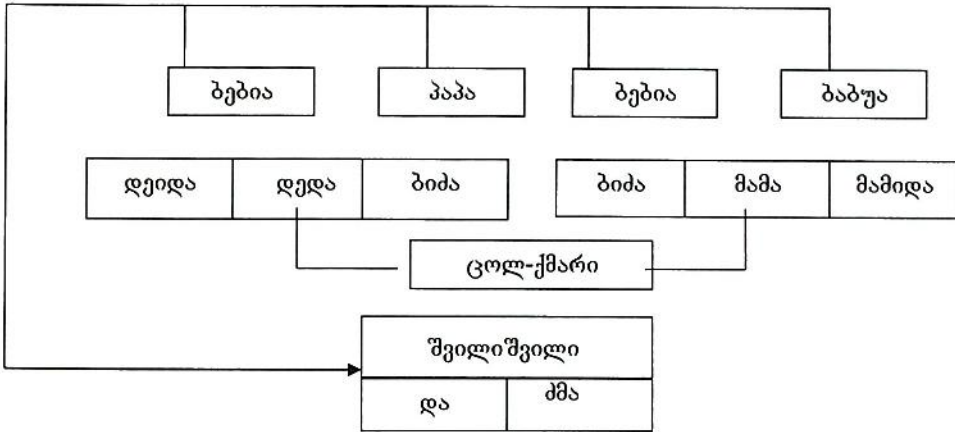 ბებია პაპა ბებია ბაბუა
დეიდა დედა ბიძა ბიძა მამა მამიდა
ცოლ-ქმარი
შვილიშვილი
და ძმა